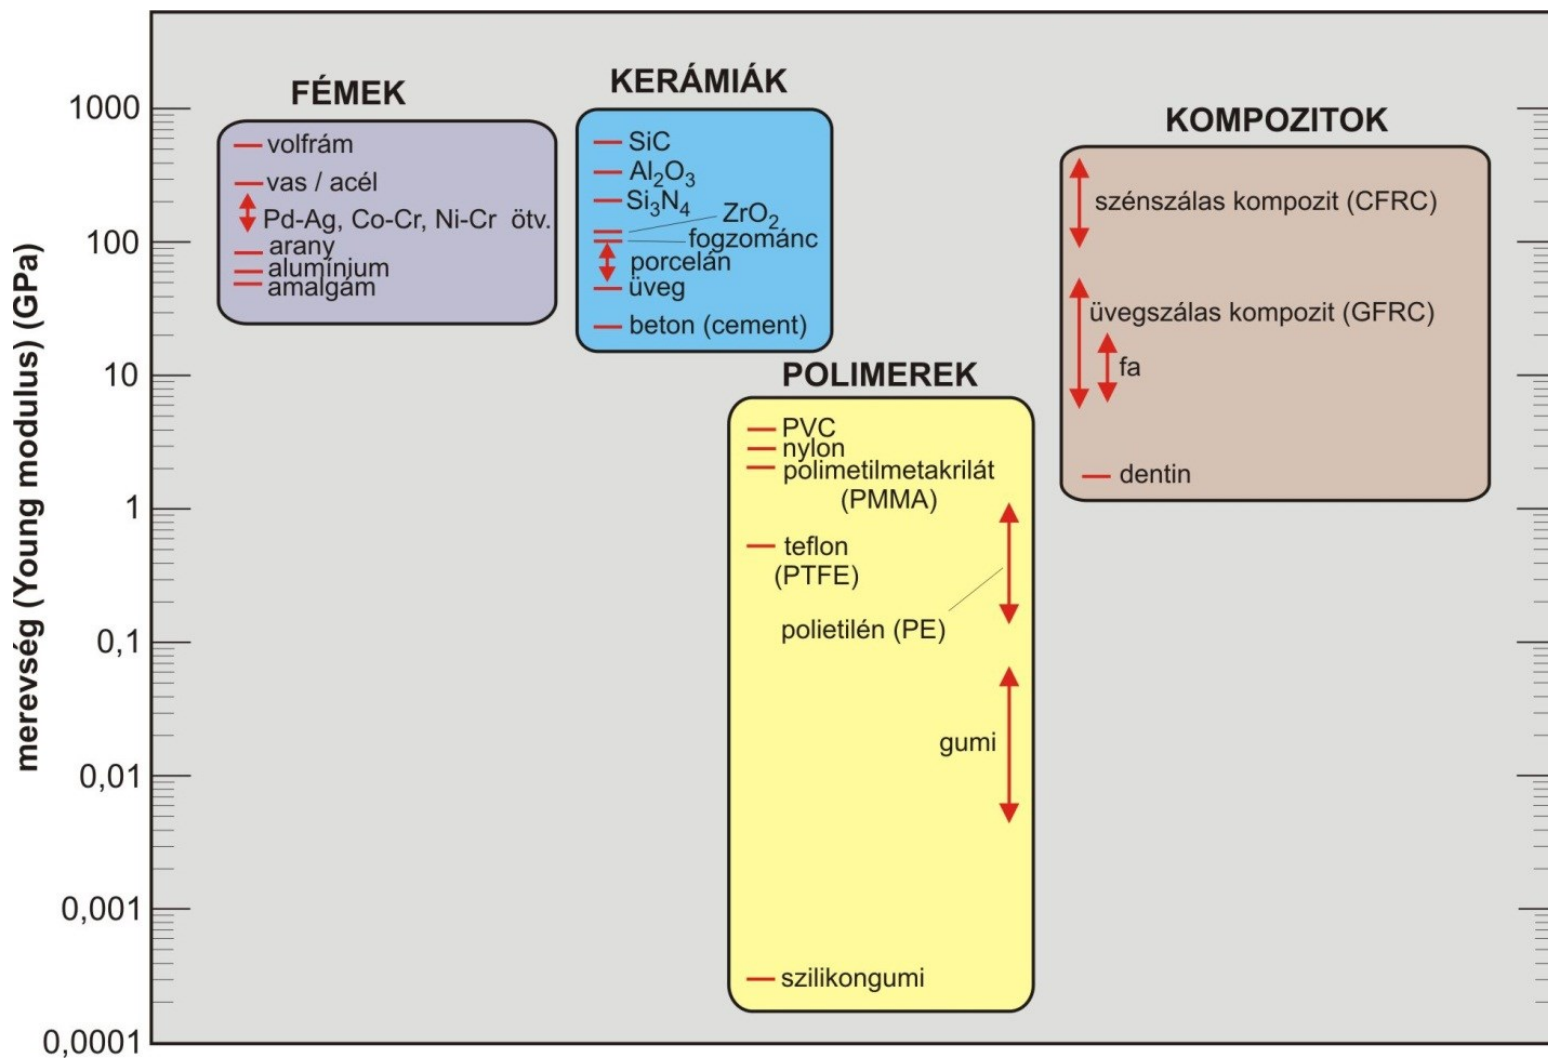 merevség (Young modulus) (GPa)
1000
100
10
1
0,1
0,01
0,001
0,0001
FÉMEK
volfrám
vas / acél
Pd-Ag, Co-Cr, Ni-Cr ötv.
arany
alumínium
amalgám
KERÁMIÁK
SiC
Al₂O₃
Si₃N₄
ZrO₂
fogzománc
porcelán
üveg
beton (cement)
POLIMEREK
PVC
nylon
polimetilmetakrilát
(PMMA)
teflon
(PTFE)
polietilén (PE)
gumi
szilikongumi
KOMPOZITOK
szénszálas kompozit (CFRC)
üvegszálas kompozit (GFRC)
fa
dentin